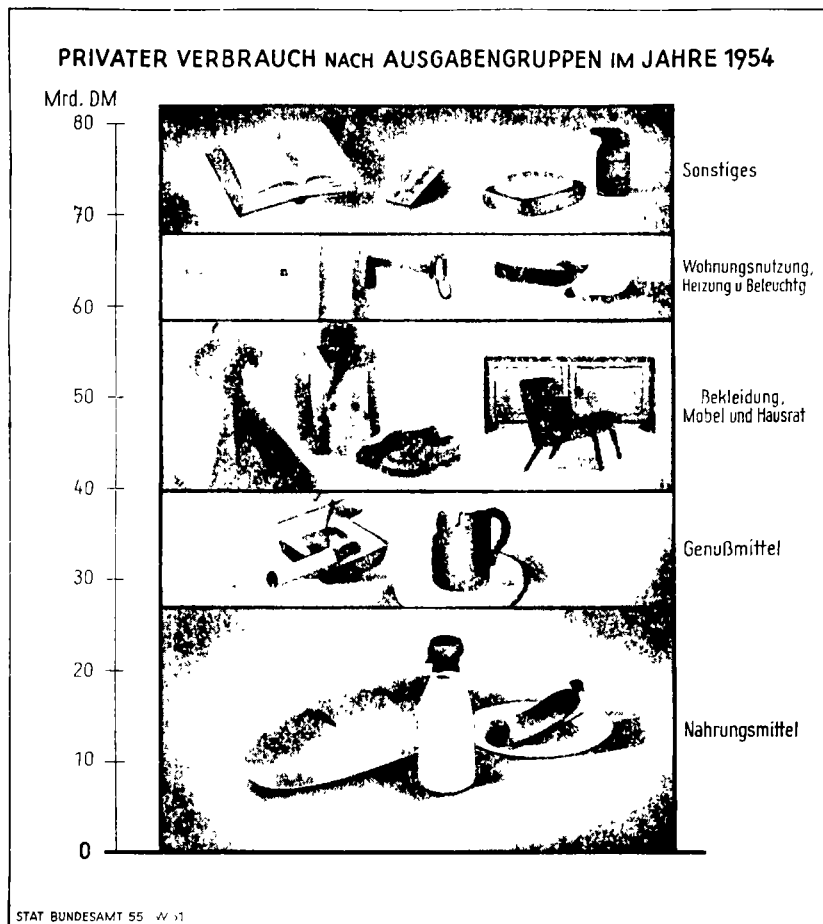 PRIVATER VERBRAUCH NACH AUSGABENGRUPPEN IM JAHRE 1954
Mrd. DM
80
Sonstiges
70
Wohnungsnutzung,
Heizung u Beleuchtg
60
50
Bekleidung,
Mobel und Hausrat
40
Genußmittel
30
20
Nahrungsmittel
10
0
STAT BUNDESAMT 55